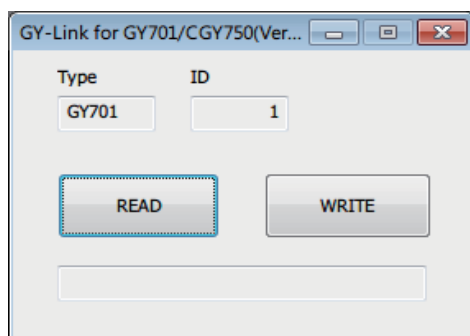 GY-Link for GY701/CGY750(Ver...
Type ID
GY701 1
READ WRITE